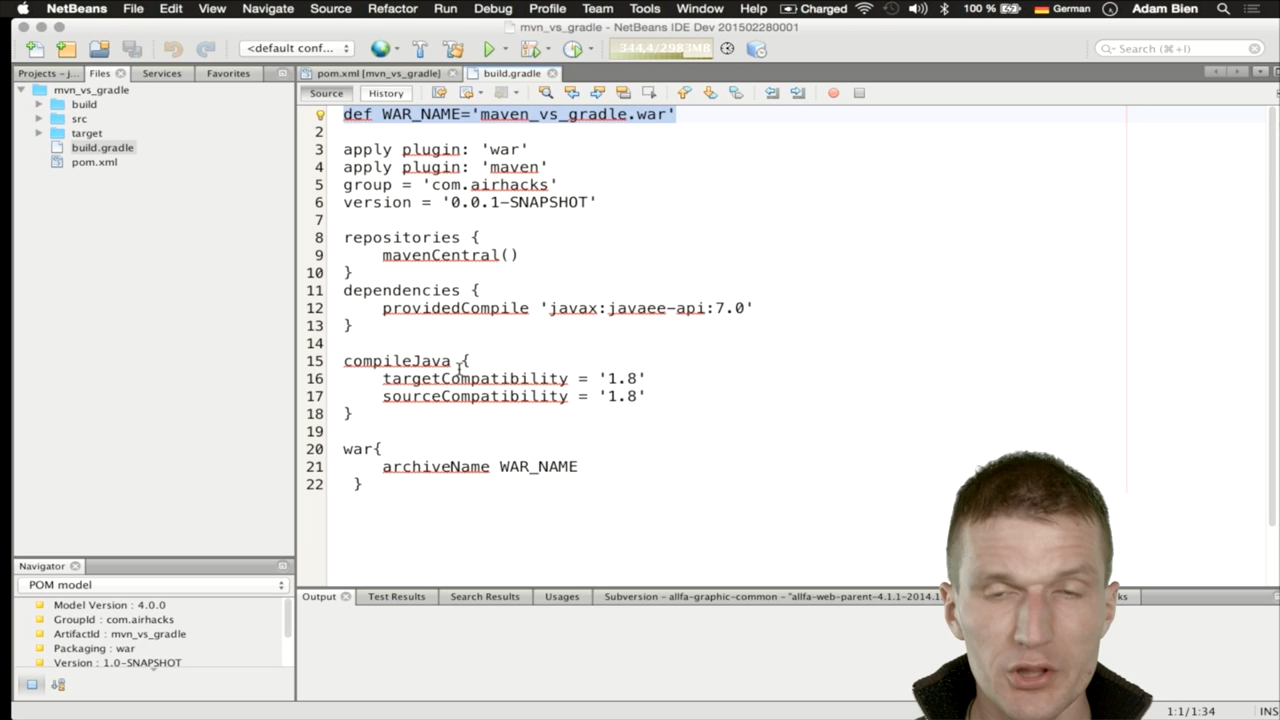 NetBeans File Edit View Navigate Source Refactor Run Debug Profile Team Tools Window Help Charged 100 % German Adam Bien
mvn_vs_gradle - NetBeans IDE Dev 201502280001
<default conf... 344,4/2983MB Search (⌘+I)
Projects - j... Files Services Favorites pom.xml [mvn_vs_gradle] build.gradle
Source History
mvn_vs_gradle
build
src
target
build.gradle
pom.xml
def WAR_NAME='maven_vs_gradle.war'
2
3 apply plugin: 'war'
4 apply plugin: 'maven'
5 group = 'com.airhacks'
6 version = '0.0.1-SNAPSHOT'
7
8 repositories {
9 mavenCentral()
10 }
11 dependencies {
12 providedCompile 'javax:javaee-api:7.0'
13 }
14
15 compileJava {
16 targetCompatibility = '1.8'
17 sourceCompatibility = '1.8'
18 }
19
20 war{
21 archiveName WAR_NAME
22 }
Navigator
POM model
Model Version : 4.0.0
GroupId : com.airhacks
ArtifactId : mvn_vs_gradle
Packaging : war
Version : 1.0-SNAPSHOT
Output Test Results Search Results Usages Subversion - allfa-graphic-common - "allfa-web-parent-4.1.1-2014.1
1:1/1:34 INS